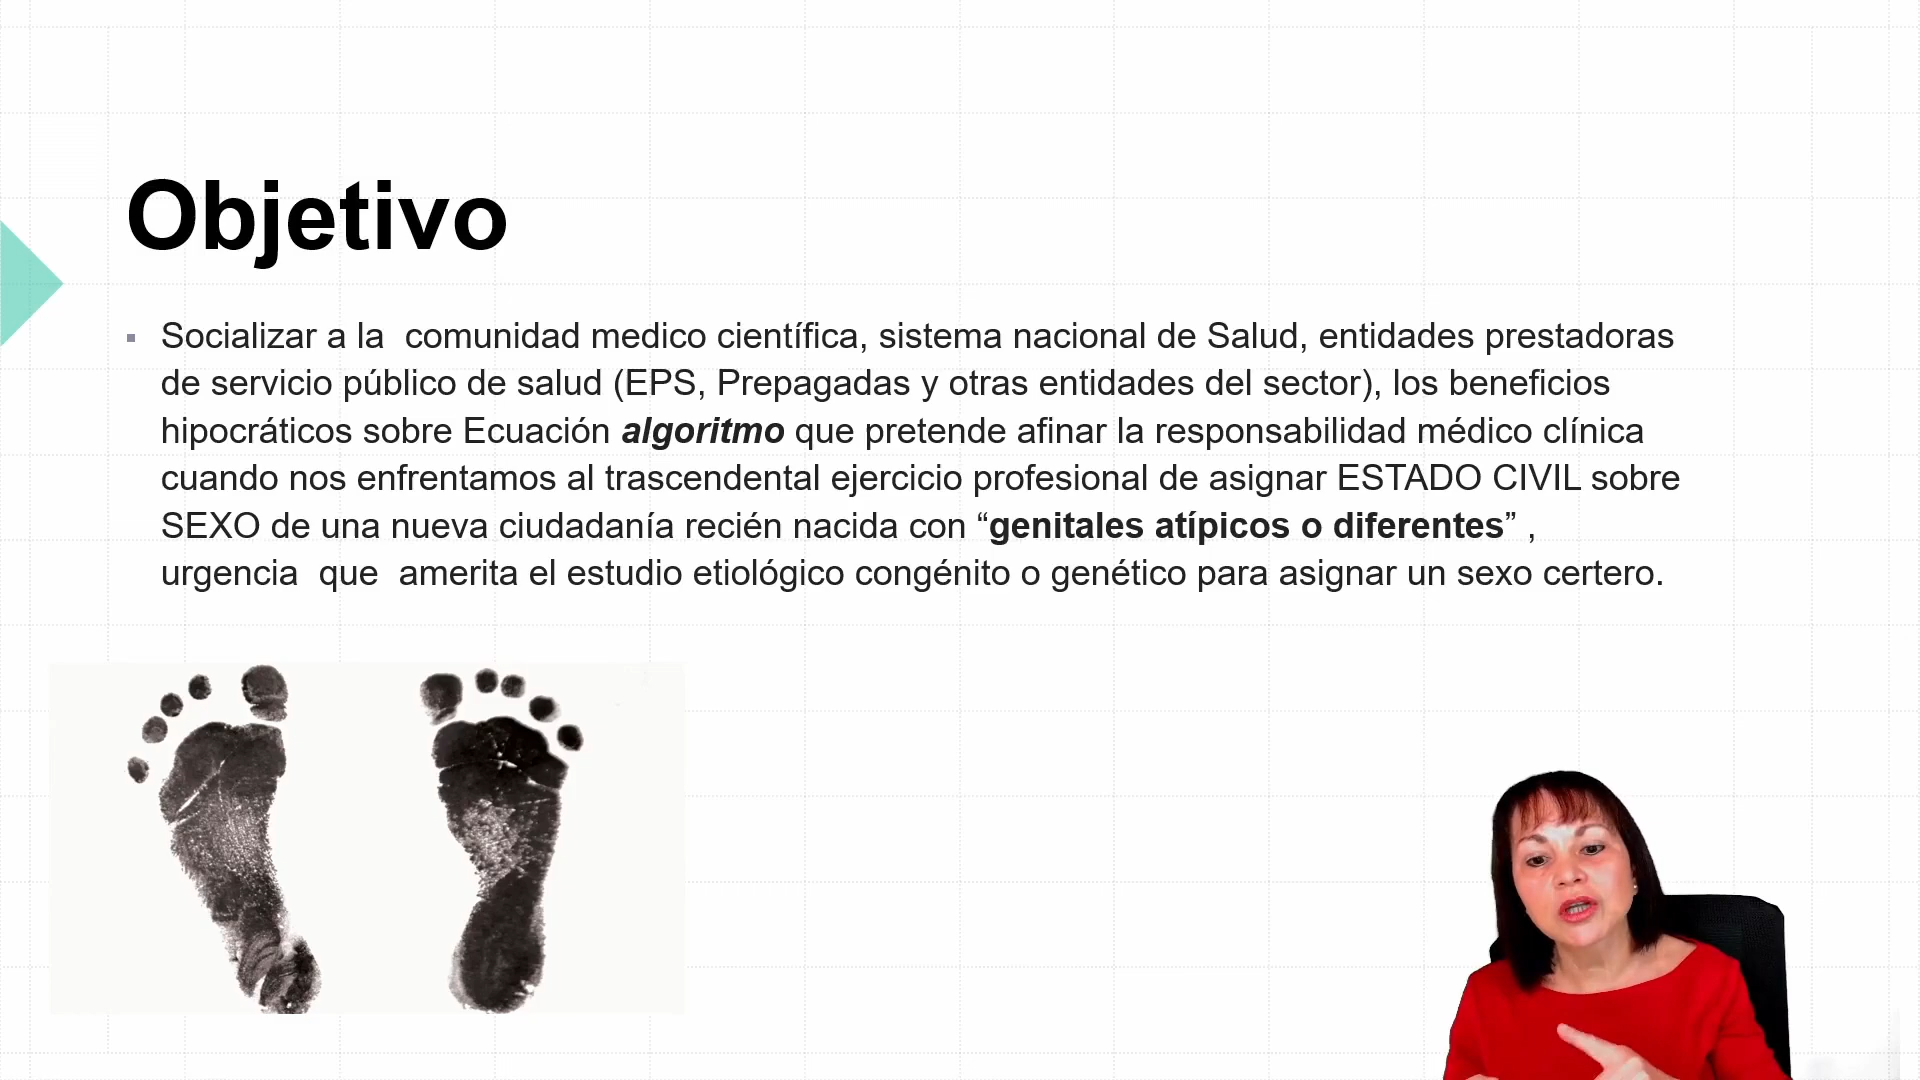 Objetivo
Socializar a la  comunidad medico científica, sistema nacional de Salud, entidades prestadoras
de servicio público de salud (EPS, Prepagadas y otras entidades del sector), los beneficios
hipocráticos sobre Ecuación algoritmo que pretende afinar la responsabilidad médico clínica
cuando nos enfrentamos al trascendental ejercicio profesional de asignar ESTADO CIVIL sobre
SEXO de una nueva ciudadanía recién nacida con “genitales atípicos o diferentes” ,
urgencia  que  amerita el estudio etiológico congénito o genético para asignar un sexo certero.